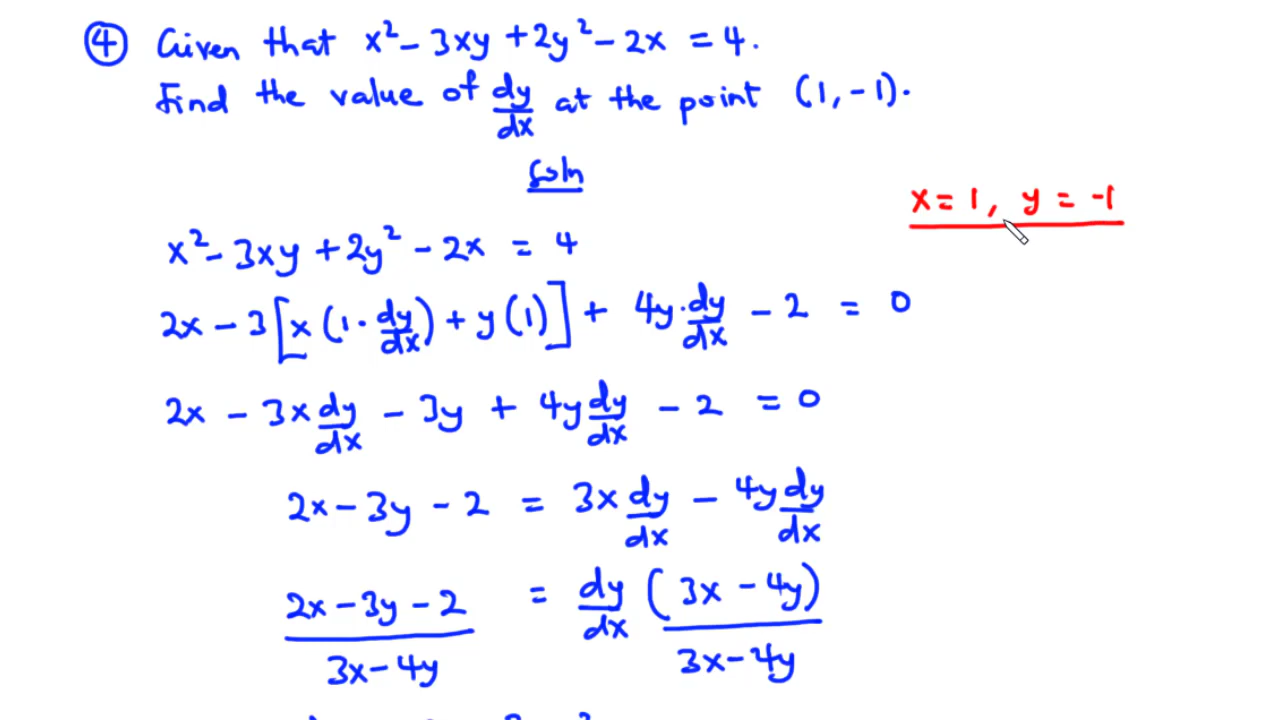 ④ Given that x² - 3xy + 2y² - 2x = 4.
Find the value of dy/dx at the point (1, -1).
Soln
x = 1, y = -1
x² - 3xy + 2y² - 2x = 4
2x - 3[x(1·dy/dx) + y(1)] + 4y·dy/dx - 2 = 0
2x - 3x dy/dx - 3y + 4y dy/dx - 2 = 0
2x - 3y - 2 = 3x dy/dx - 4y dy/dx
(2x - 3y - 2)/(3x - 4y) = dy/dx (3x - 4y)/(3x - 4y)